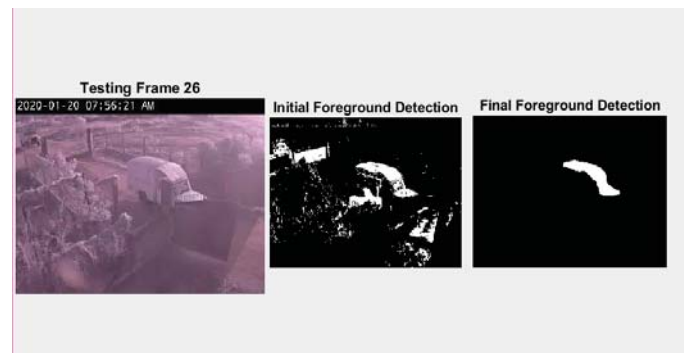 Testing Frame 26
2020-01-20 07:56:21 AM
Initial Foreground Detection
Final Foreground Detection